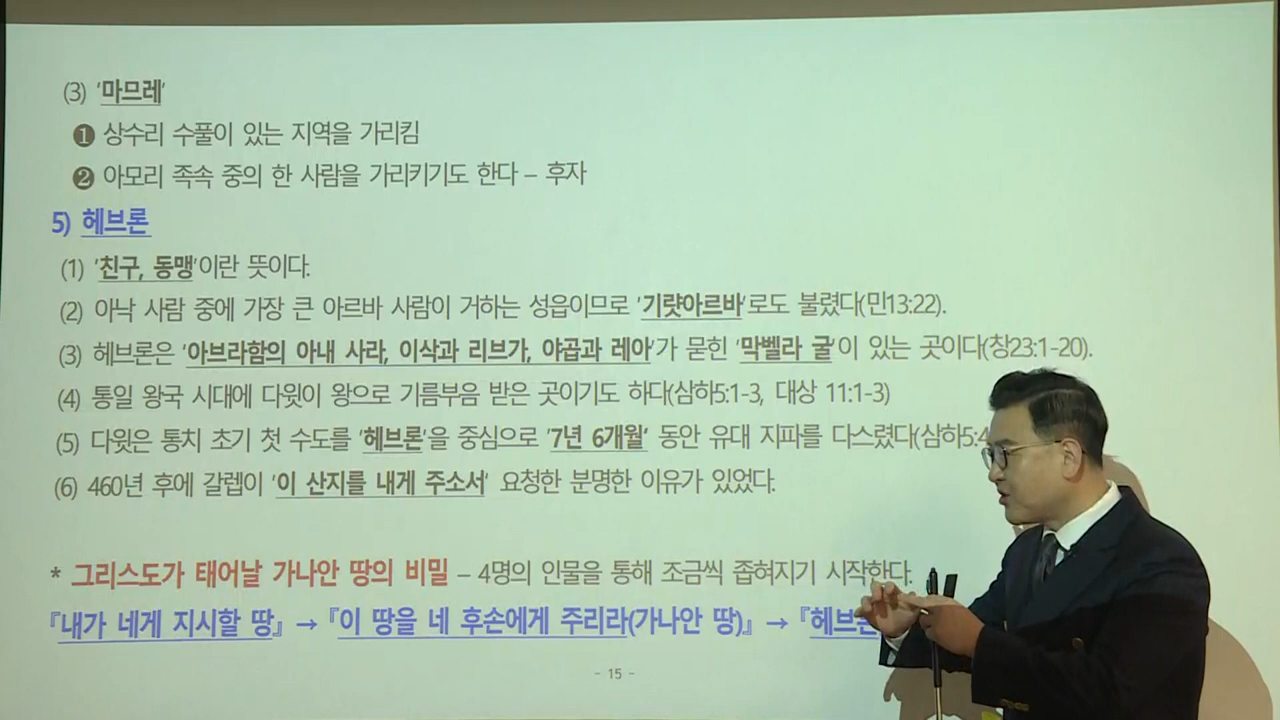 (3) '마므레'
❶ 상수리 수풀이 있는 지역을 가리킴
❷ 아모리 족속 중의 한 사람을 가리키기도 한다 – 후자
5) 헤브론
(1) '친구, 동맹'이란 뜻이다.
(2) 아낙 사람 중에 가장 큰 아르바 사람이 거하는 성읍이므로 '기럇아르바'로도 불렸다(민13:22).
(3) 헤브론은 '아브라함의 아내 사라, 이삭과 리브가, 야곱과 레아'가 묻힌 '막벨라 굴'이 있는 곳이다(창23:1-20).
(4) 통일 왕국 시대에 다윗이 왕으로 기름부음 받은 곳이기도 하다(삼하5:1-3, 대상 11:1-3)
(5) 다윗은 통치 초기 첫 수도를 '헤브론'을 중심으로 '7년 6개월' 동안 유대 지파를 다스렸다(삼하5:4
(6) 460년 후에 갈렙이 '이 산지를 내게 주소서' 요청한 분명한 이유가 있었다.
* 그리스도가 태어날 가나안 땅의 비밀 – 4명의 인물을 통해 조금씩 좁혀지기 시작한다.
『내가 네게 지시할 땅』 → 『이 땅을 네 후손에게 주리라(가나안 땅)』 → 『헤브론
- 15 -